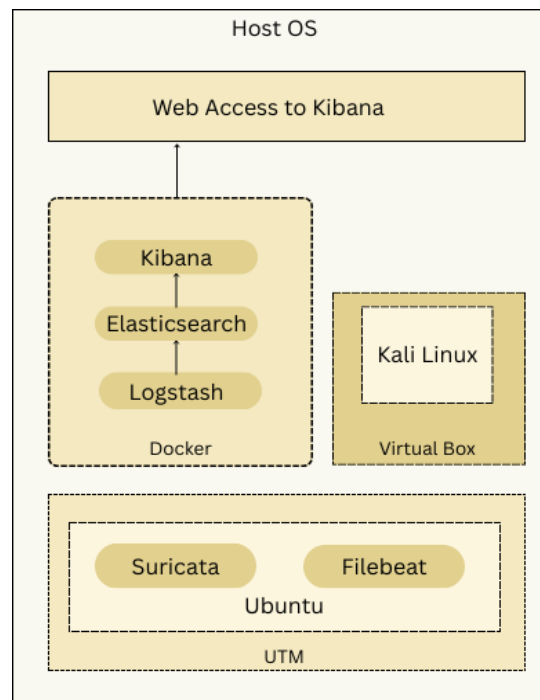 Host OS
Web Access to Kibana
Kibana
Elasticsearch
Logstash
Docker
Kali Linux
Virtual Box
Suricata
Filebeat
Ubuntu
UTM